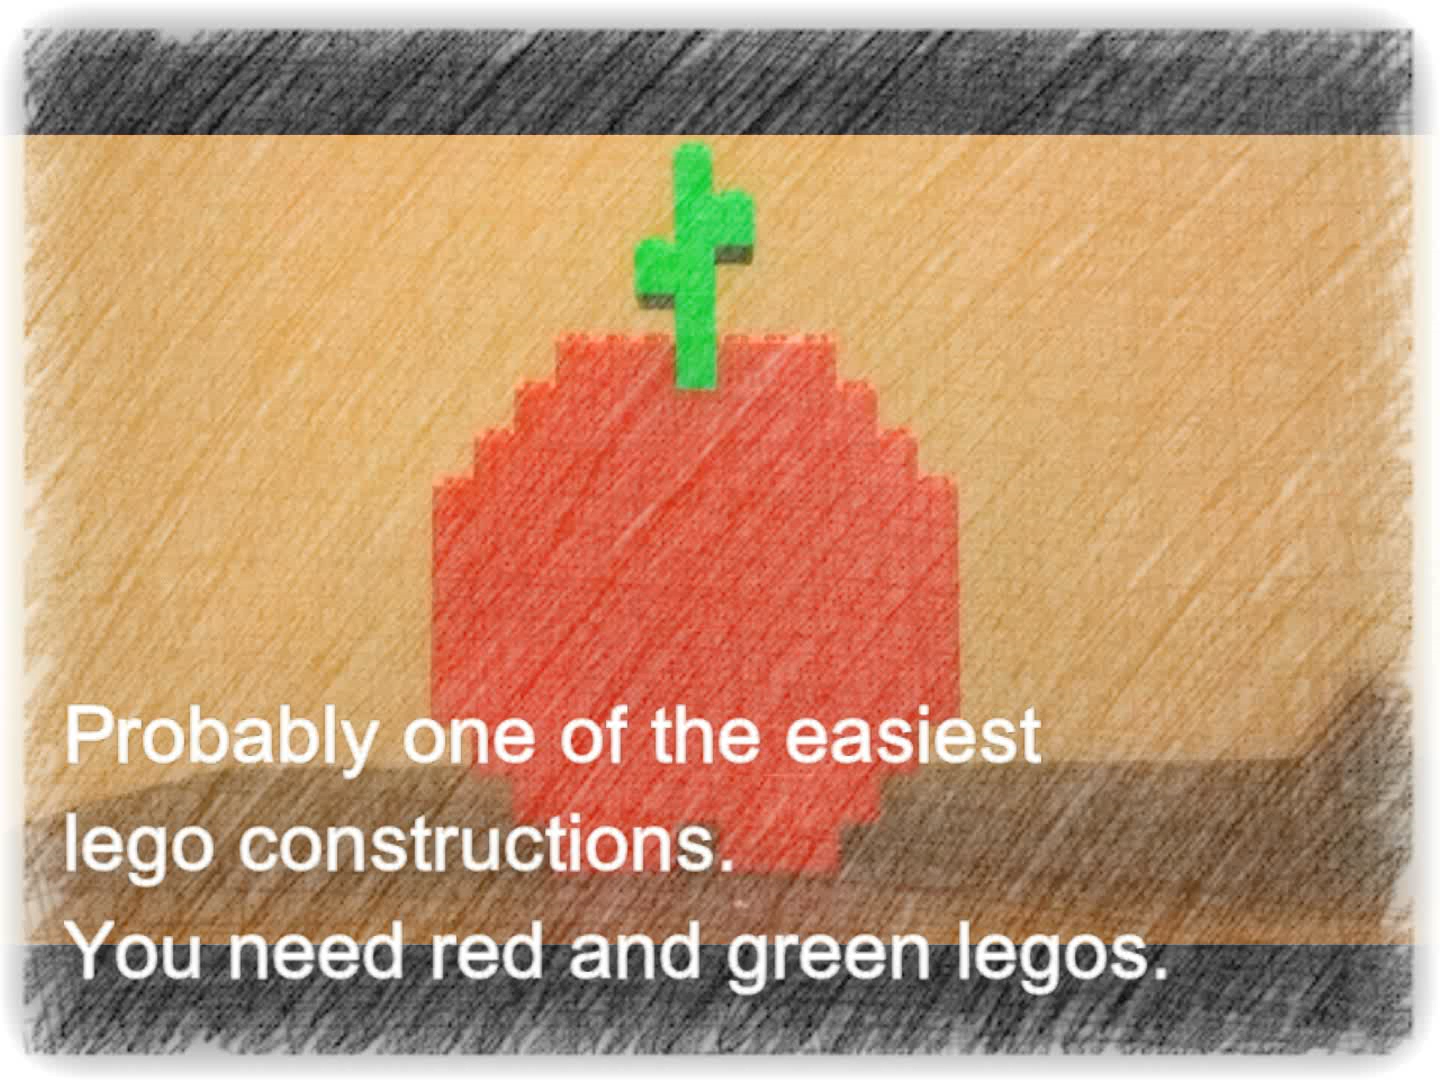 Probably one of the easiest
lego constructions.
You need red and green legos.